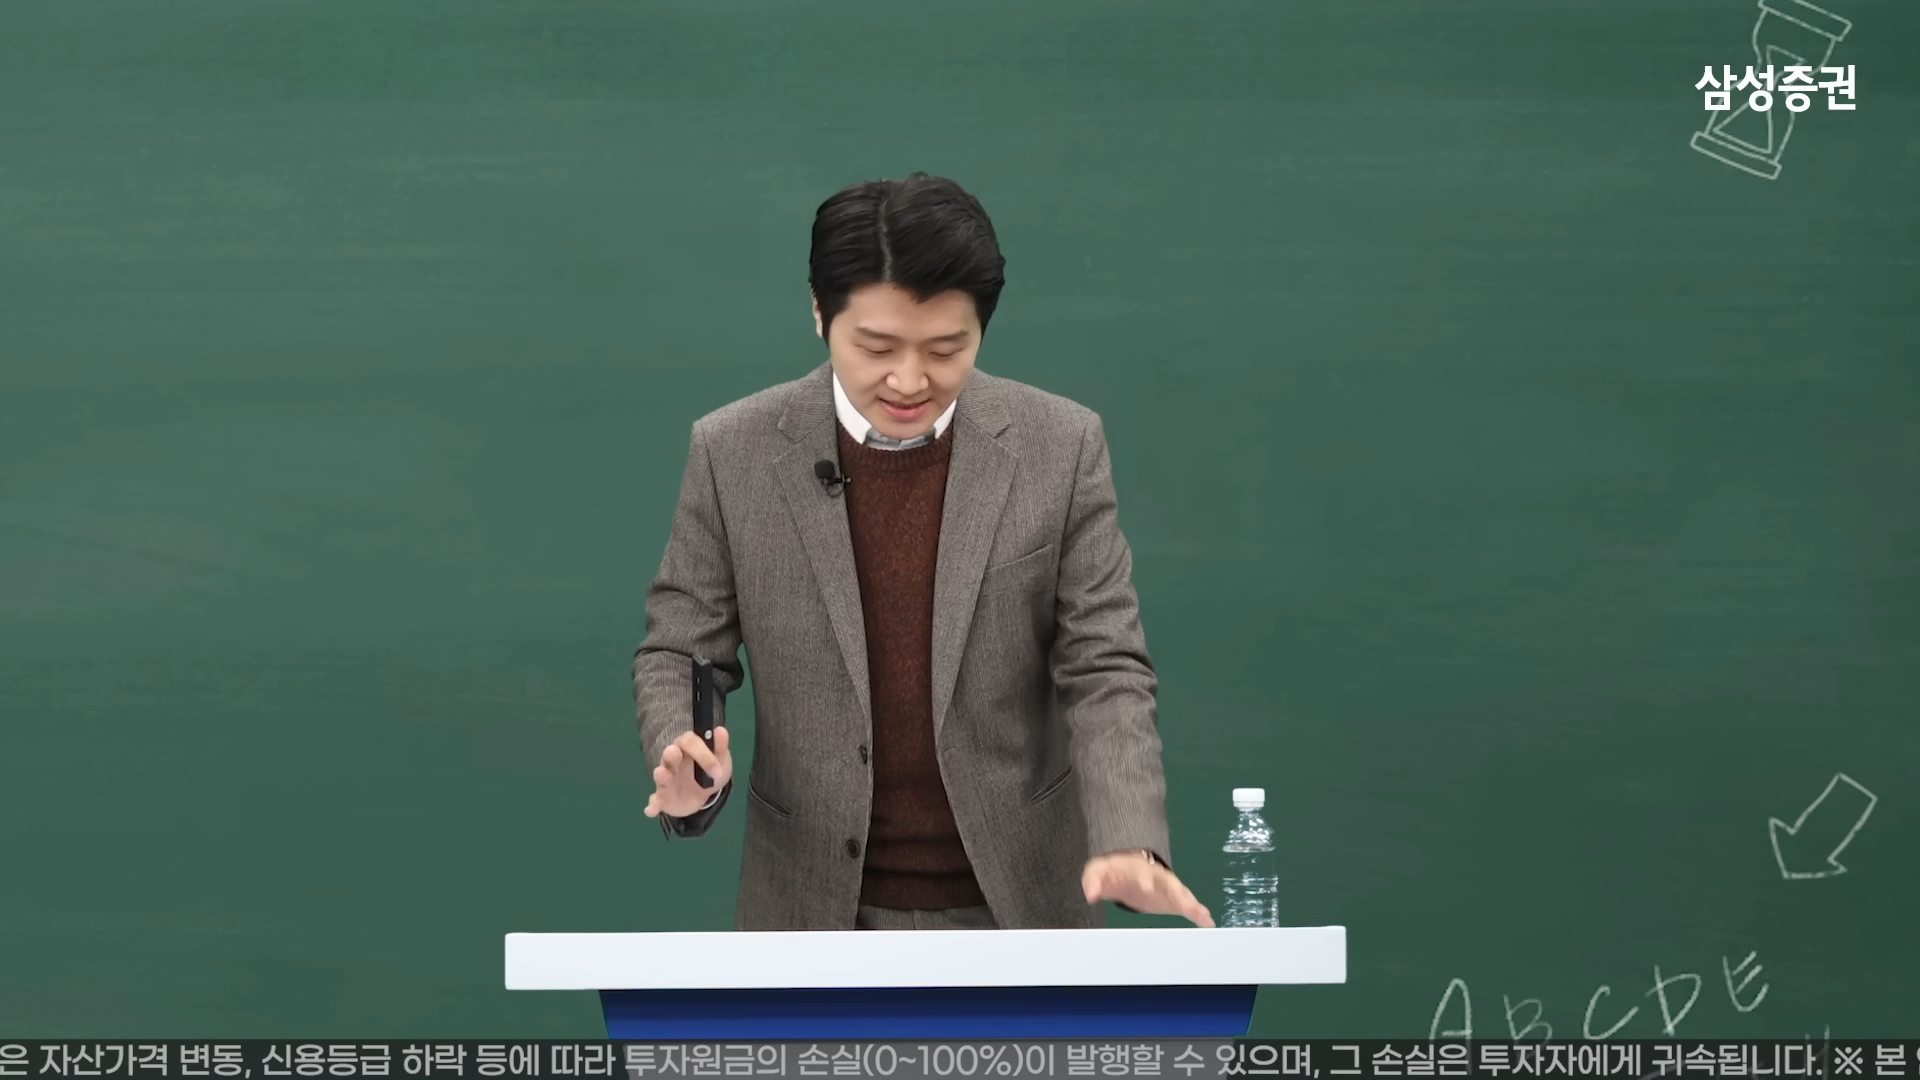 삼성증권
ABCDE
은 자산가격 변동, 신용등급 하락 등에 따라 투자원금의 손실(0~100%)이 발행할 수 있으며, 그 손실은 투자자에게 귀속됩니다. ※ 본